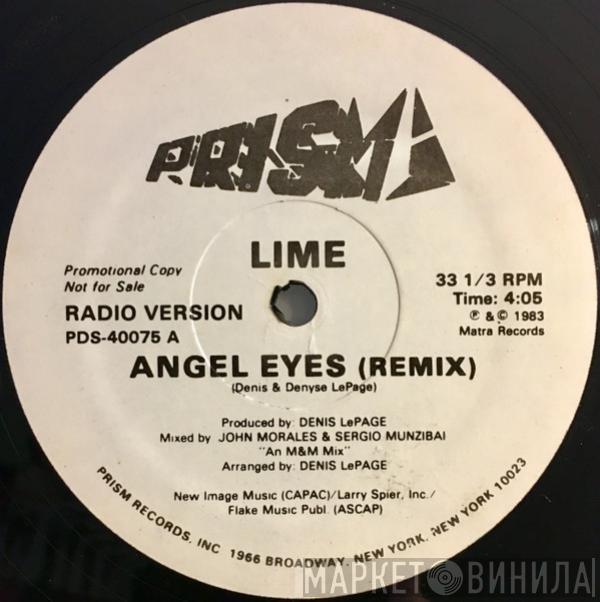 PRISM
LIME
Promotional Copy
Not for Sale
33 1/3 RPM
Time: 4:05
RADIO VERSION
PDS-40075 A
℗ & © 1983
Matra Records
ANGEL EYES (REMIX)
(Denis & Denyse LePage)
Produced by: DENIS LePAGE
Mixed by JOHN MORALES & SERGIO MUNZIBAI
"An M&M Mix"
Arranged by: DENIS LePAGE
New Image Music (CAPAC)/Larry Spier, Inc./
Flake Music Publ. (ASCAP)
PRISM RECORDS, INC. 1966 BROADWAY, NEW YORK, NEW YORK 10023
МАРКЕТ ВИНИЛА